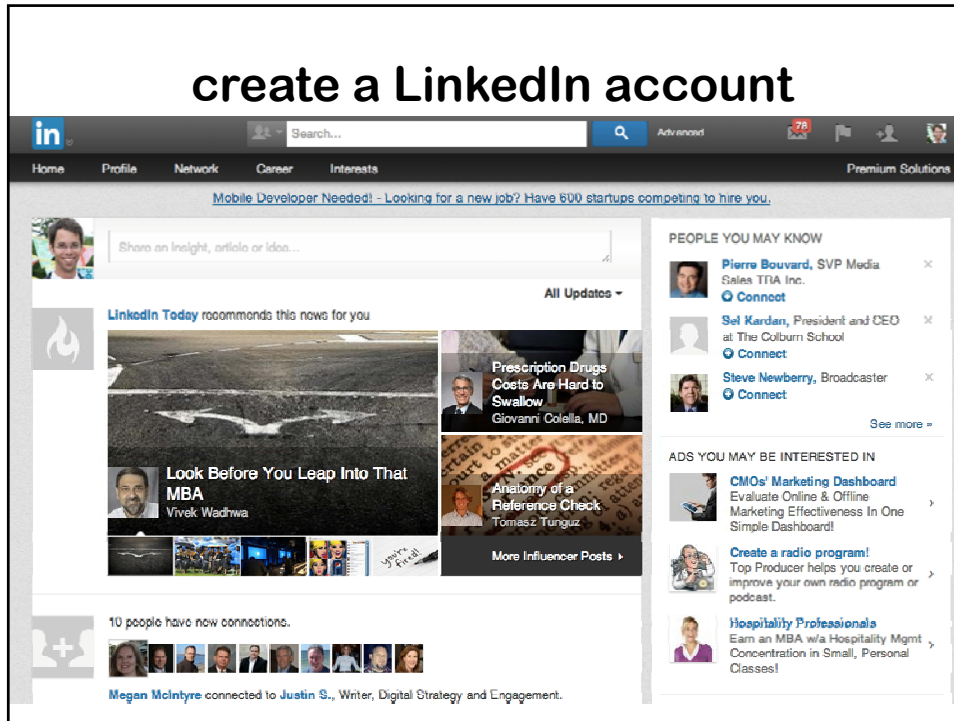 create a LinkedIn account
in
Search...
Advanced
78
Home Profile Network Career Interests Premium Solutions
Mobile Developer Needed! - Looking for a new job? Have 600 startups competing to hire you.
Share an insight, article or idea...
All Updates
LinkedIn Today recommends this news for you
Look Before You Leap Into That
MBA
Vivek Wadhwa
Prescription Drugs
Costs Are Hard to
Swallow
Giovanni Colella, MD
Anatomy of a
Reference Check
Tomasz Tunguz
you're
fired!
More Influencer Posts
10 people have new connections.
Megan McIntyre connected to Justin S., Writer, Digital Strategy and Engagement.
PEOPLE YOU MAY KNOW
Pierre Bouvard, SVP Media
Sales TRA Inc.
Connect
Sel Kardan, President and CEO
at The Colburn School
Connect
Steve Newberry, Broadcaster
Connect
See more »
ADS YOU MAY BE INTERESTED IN
CMOs' Marketing Dashboard
Evaluate Online & Offline
Marketing Effectiveness In One
Simple Dashboard!
Create a radio program!
Top Producer helps you create or
improve your own radio program or
podcast.
Hospitality Professionals
Earn an MBA w/a Hospitality Mgmt
Concentration in Small, Personal
Classes!